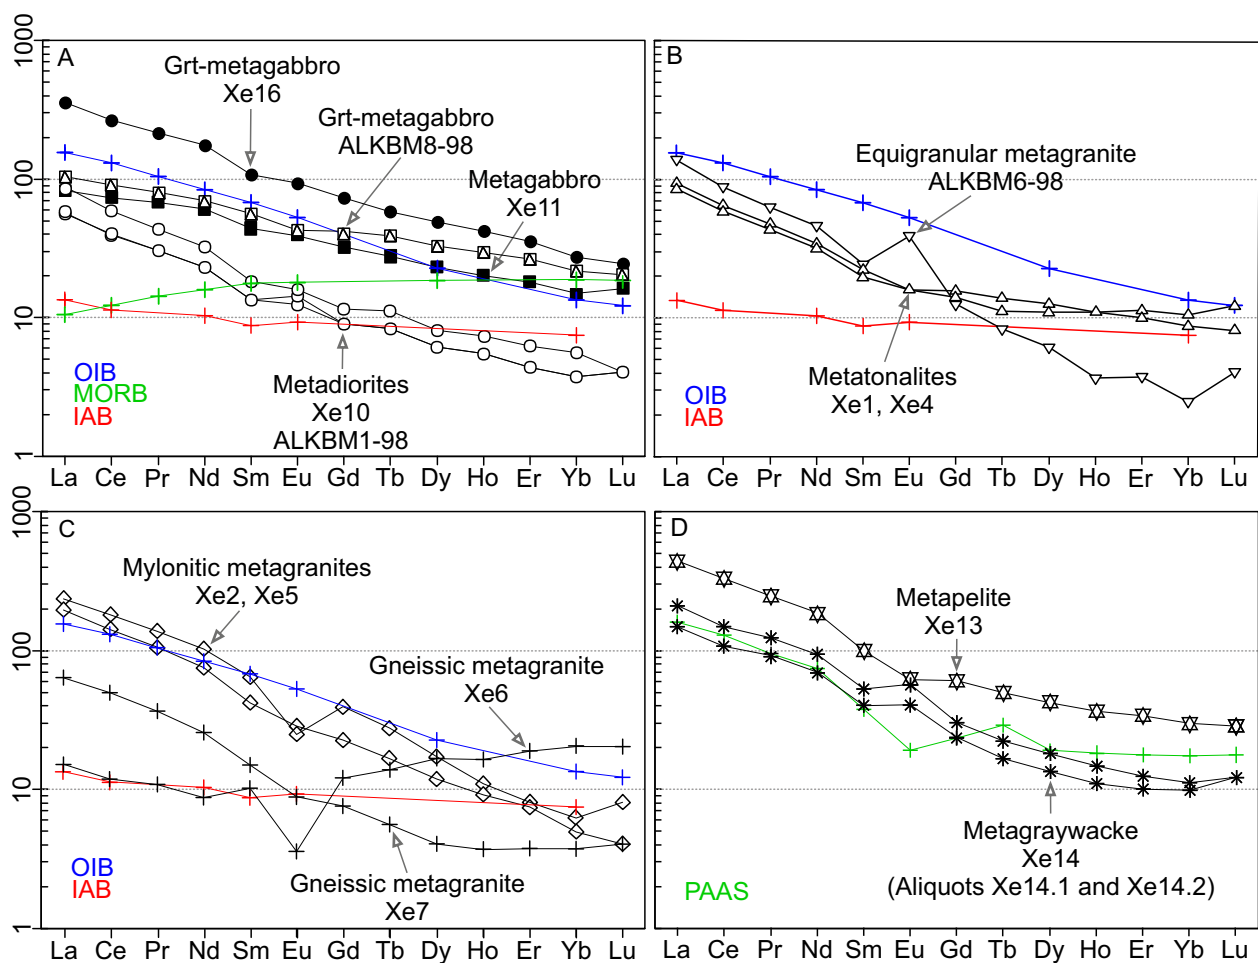 A
1000
100
10
1
Grt-metagabbro
Xe16
Grt-metagabbro
ALKBM8-98
Metagabbro
Xe11
Metadiorites
Xe10
ALKBM1-98
OIB
MORB
IAB
La Ce Pr Nd Sm Eu Gd Tb Dy Ho Er Yb Lu
B
Equigranular metagranite
ALKBM6-98
Metatonalites
Xe1, Xe4
OIB
IAB
La Ce Pr Nd Sm Eu Gd Tb Dy Ho Er Yb Lu
C
1000
100
10
1
Mylonitic metagranites
Xe2, Xe5
Gneissic metagranite
Xe6
Gneissic metagranite
Xe7
OIB
IAB
La Ce Pr Nd Sm Eu Gd Tb Dy Ho Er Yb Lu
D
Metapelite
Xe13
Metagraywacke
Xe14
(Aliquots Xe14.1 and Xe14.2)
PAAS
La Ce Pr Nd Sm Eu Gd Tb Dy Ho Er Yb Lu